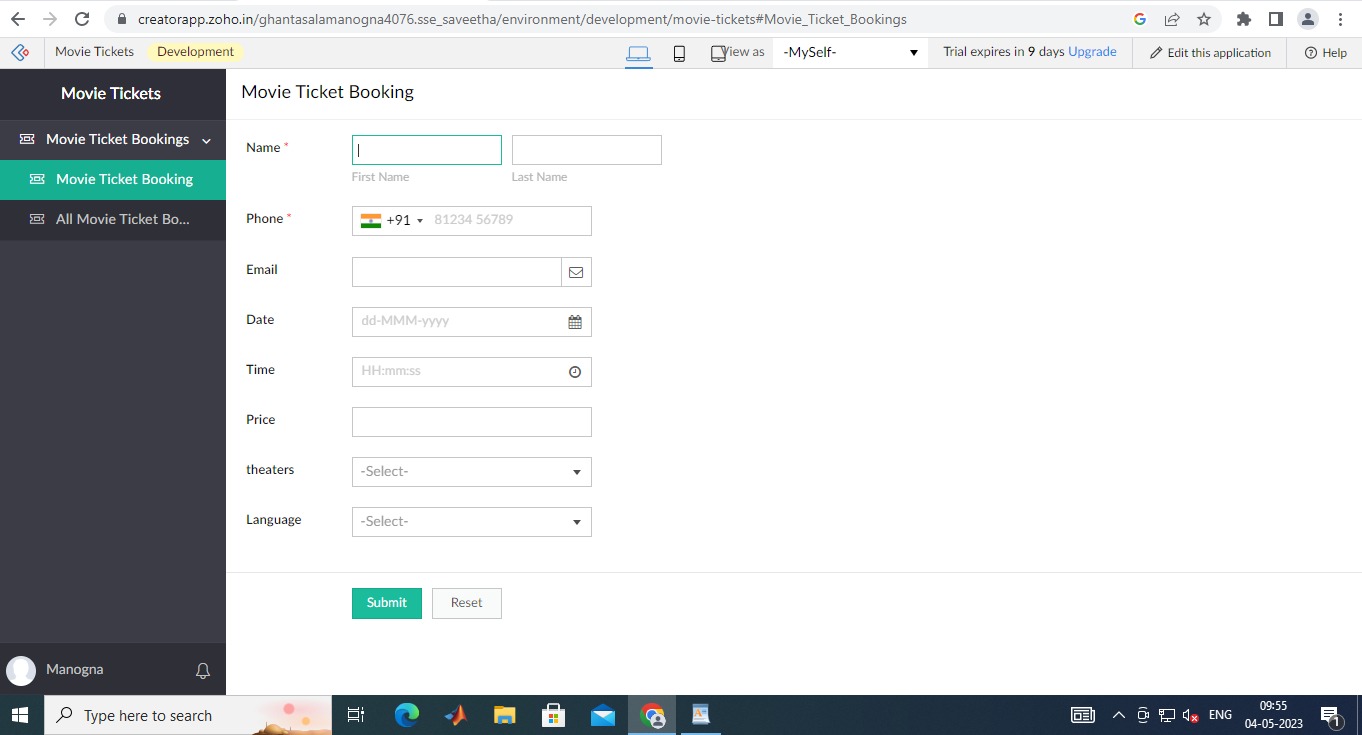 creatorapp.zoho.in/ghantasalamanogna4076.sse_saveetha/environment/development/movie-tickets#Movie_Ticket_Bookings
Movie Tickets Development View as -MySelf- Trial expires in 9 days Upgrade Edit this application Help
Movie Tickets
Movie Ticket Bookings
Movie Ticket Booking
All Movie Ticket Bo...
Movie Ticket Booking
Name *
First Name Last Name
Phone * +91 81234 56789
Email
Date dd-MMM-yyyy
Time HH:mm:ss
Price
theaters -Select-
Language -Select-
Submit Reset
Manogna
Type here to search
ENG
09:55
04-05-2023
1